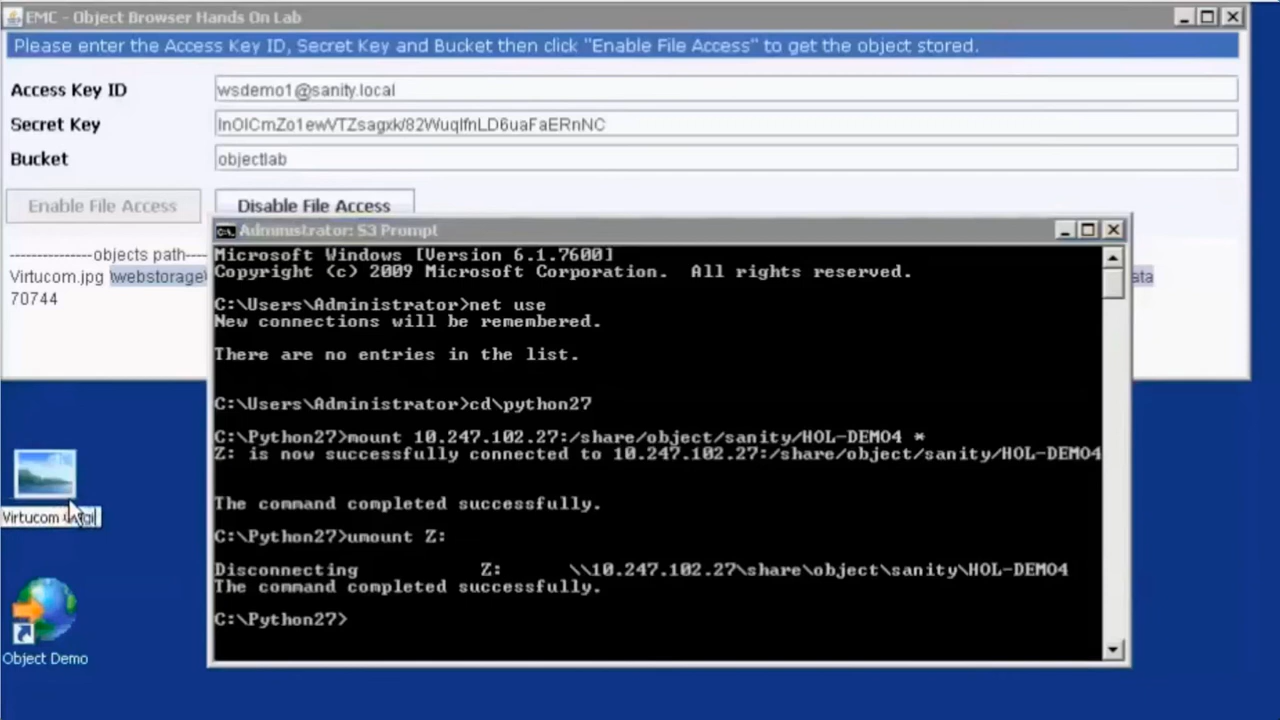 EMC - Object Browser Hands On Lab
Please enter the Access Key ID, Secret Key and Bucket then click "Enable File Access" to get the object stored.
Access Key ID wsdemo1@sanity.local
Secret Key InOICmZo1ewVTZsagxk/82WuqIfnLD6uaFaERnNC
Bucket objectlab
Enable File Access Disable File Access
----------------objects path----
Virtucom.jpg \webstorage\
70744
Administrator: S3 Prompt
Microsoft Windows [Version 6.1.7600]
Copyright (c) 2009 Microsoft Corporation. All rights reserved.
C:\Users\Administrator>net use
New connections will be remembered.
There are no entries in the list.
C:\Users\Administrator>cd\python27
C:\Python27>mount 10.247.102.27:/share/object/sanity/HOL-DEMO4 *
Z: is now successfully connected to 10.247.102.27:/share/object/sanity/HOL-DEMO4
The command completed successfully.
C:\Python27>umount Z:
Disconnecting Z: \\10.247.102.27\share\object\sanity\HOL-DEMO4
The command completed successfully.
C:\Python27>
ata
Virtucom
Object Demo